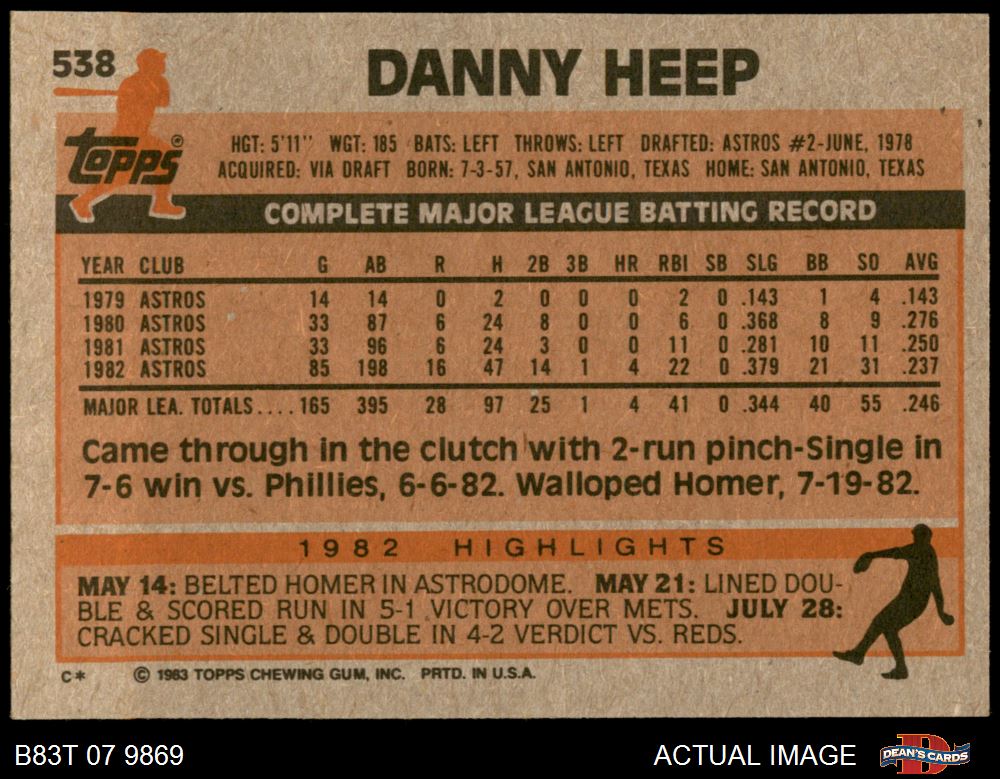 538
DANNY HEEP
topps®
HGT: 5'11" WGT: 185 BATS: LEFT THROWS: LEFT DRAFTED: ASTROS #2-JUNE, 1978
ACQUIRED: VIA DRAFT BORN: 7-3-57, SAN ANTONIO, TEXAS HOME: SAN ANTONIO, TEXAS
COMPLETE MAJOR LEAGUE BATTING RECORD
YEAR CLUB G AB R H 2B 3B HR RBI SB SLG BB SO AVG
1979 ASTROS 14 14 0 2 0 0 0 2 0 .143 1 4 .143
1980 ASTROS 33 87 6 24 8 0 0 6 0 .368 8 9 .276
1981 ASTROS 33 96 6 24 3 0 0 11 0 .281 10 11 .250
1982 ASTROS 85 198 16 47 14 1 4 22 0 .379 21 31 .237
MAJOR LEA. TOTALS.... 165 395 28 97 25 1 4 41 0 .344 40 55 .246
Came through in the clutch with 2-run pinch-Single in
7-6 win vs. Phillies, 6-6-82. Walloped Homer, 7-19-82.
1982 HIGHLIGHTS
MAY 14: BELTED HOMER IN ASTRODOME. MAY 21: LINED DOU-
BLE & SCORED RUN IN 5-1 VICTORY OVER METS. JULY 28:
CRACKED SINGLE & DOUBLE IN 4-2 VERDICT VS. REDS.
C* © 1983 TOPPS CHEWING GUM, INC. PRTD. IN U.S.A.
B83T 07 9869
ACTUAL IMAGE
DEAN'S CARDS